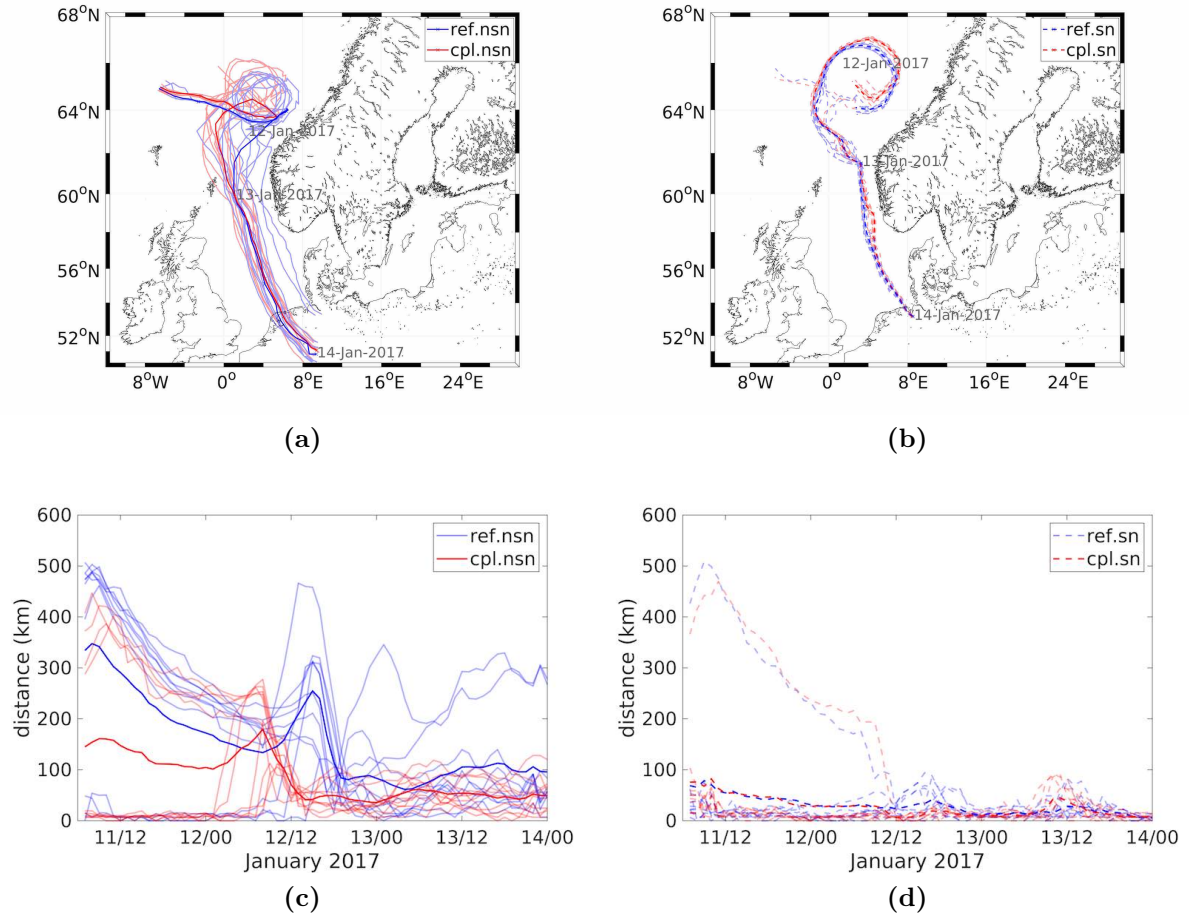 68°N
64°N
60°N
56°N
52°N
8°W 0° 8°E 16°E 24°E
ref.nsn
cpl.nsn
12-Jan-2017
13-Jan-2017
14-Jan-2017
(a)
68°N
64°N
60°N
56°N
52°N
8°W 0° 8°E 16°E 24°E
ref.sn
cpl.sn
12-Jan-2017
13-Jan-2017
14-Jan-2017
(b)
600
500
400
300
200
100
0
distance (km)
ref.nsn
cpl.nsn
11/12 12/00 12/12 13/00 13/12 14/00
January 2017
(c)
600
500
400
300
200
100
0
distance (km)
ref.sn
cpl.sn
11/12 12/00 12/12 13/00 13/12 14/00
January 2017
(d)